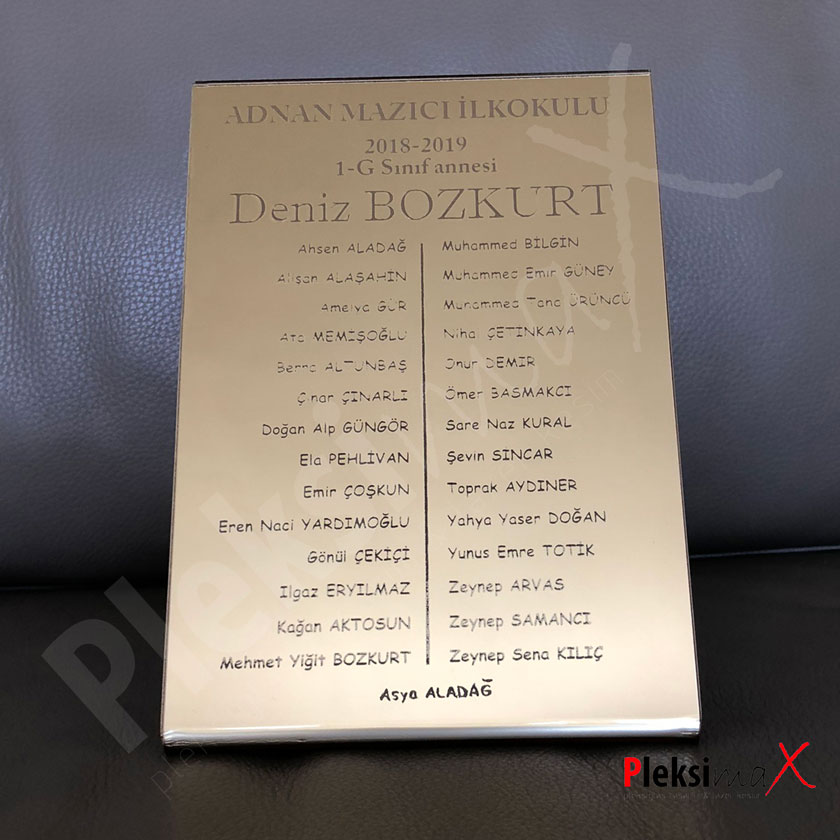 ADNAN MAZICI İLKOKULU
2018-2019
1-G Sınıf annesi
Deniz BOZKURT
Ahsen ALADAĞ
Alişan ALAŞAHİN
Amelya GÜR
Ata MEMİŞOĞLU
Berra ALTUNBAŞ
Çınar ÇINARLI
Doğan Alp GÜNGÖR
Ela PEHLİVAN
Emir ÇOŞKUN
Eren Naci YARDIMOĞLU
Gönül ÇEKİÇİ
Ilgaz ERYILMAZ
Kağan AKTOSUN
Mehmet Yiğit BOZKURT
Muhammed BİLGİN
Muhammed Emir GÜNEY
Muhammed Taha ÜRÜNCÜ
Nihal ÇETİNKAYA
Onur DEMİR
Ömer BASMAKCI
Sare Naz KURAL
Şevin SİNCAR
Toprak AYDINER
Yahya Yaser DOĞAN
Yunus Emre TOTİK
Zeynep ARVAS
Zeynep SAMANCI
Zeynep Sena KILIÇ
Asya ALADAĞ
PleksimaX